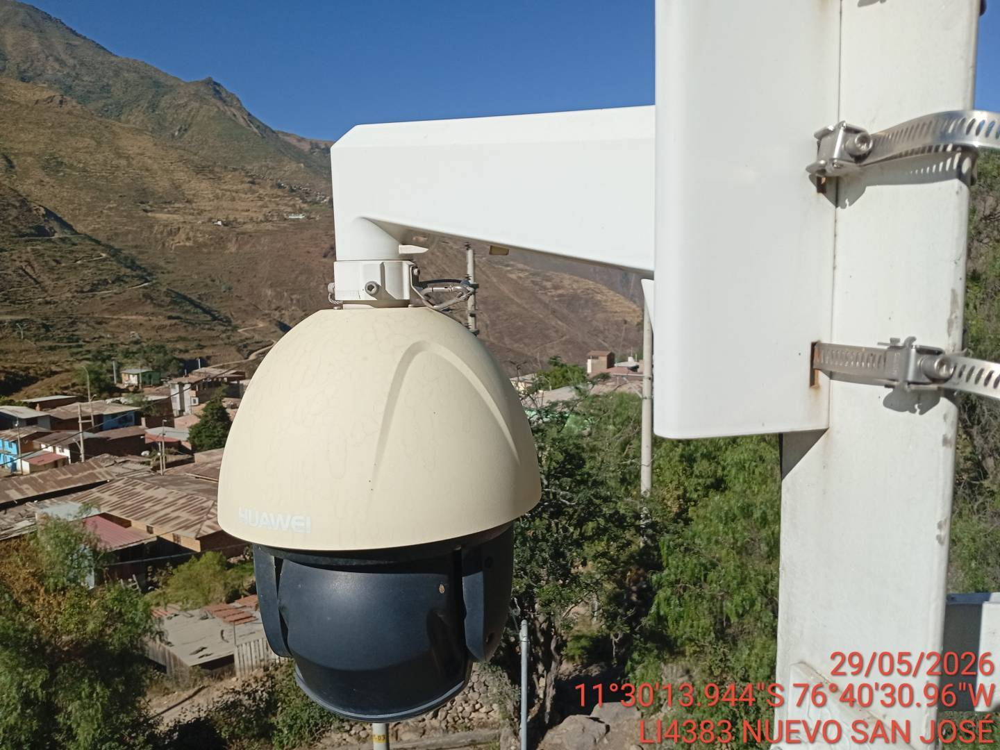 HUAWEI
29/05/2026
11°30'13.944"S 76°40'30.96"W
LI4383 NUEVO SAN JOSÉ